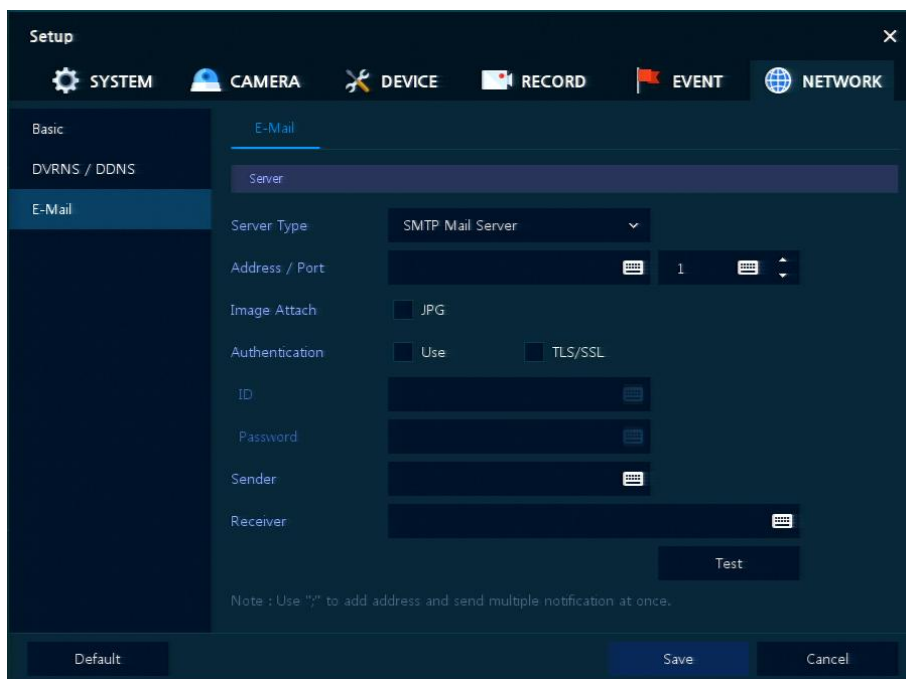 Setup
SYSTEM CAMERA DEVICE RECORD EVENT NETWORK
Basic
DVRNS / DDNS
E-Mail
E-Mail
Server
Server Type SMTP Mail Server
Address / Port 1
Image Attach JPG
Authentication Use TLS/SSL
ID
Password
Sender
Receiver
Test
Note : Use ";" to add address and send multiple notification at once.
Default Save Cancel